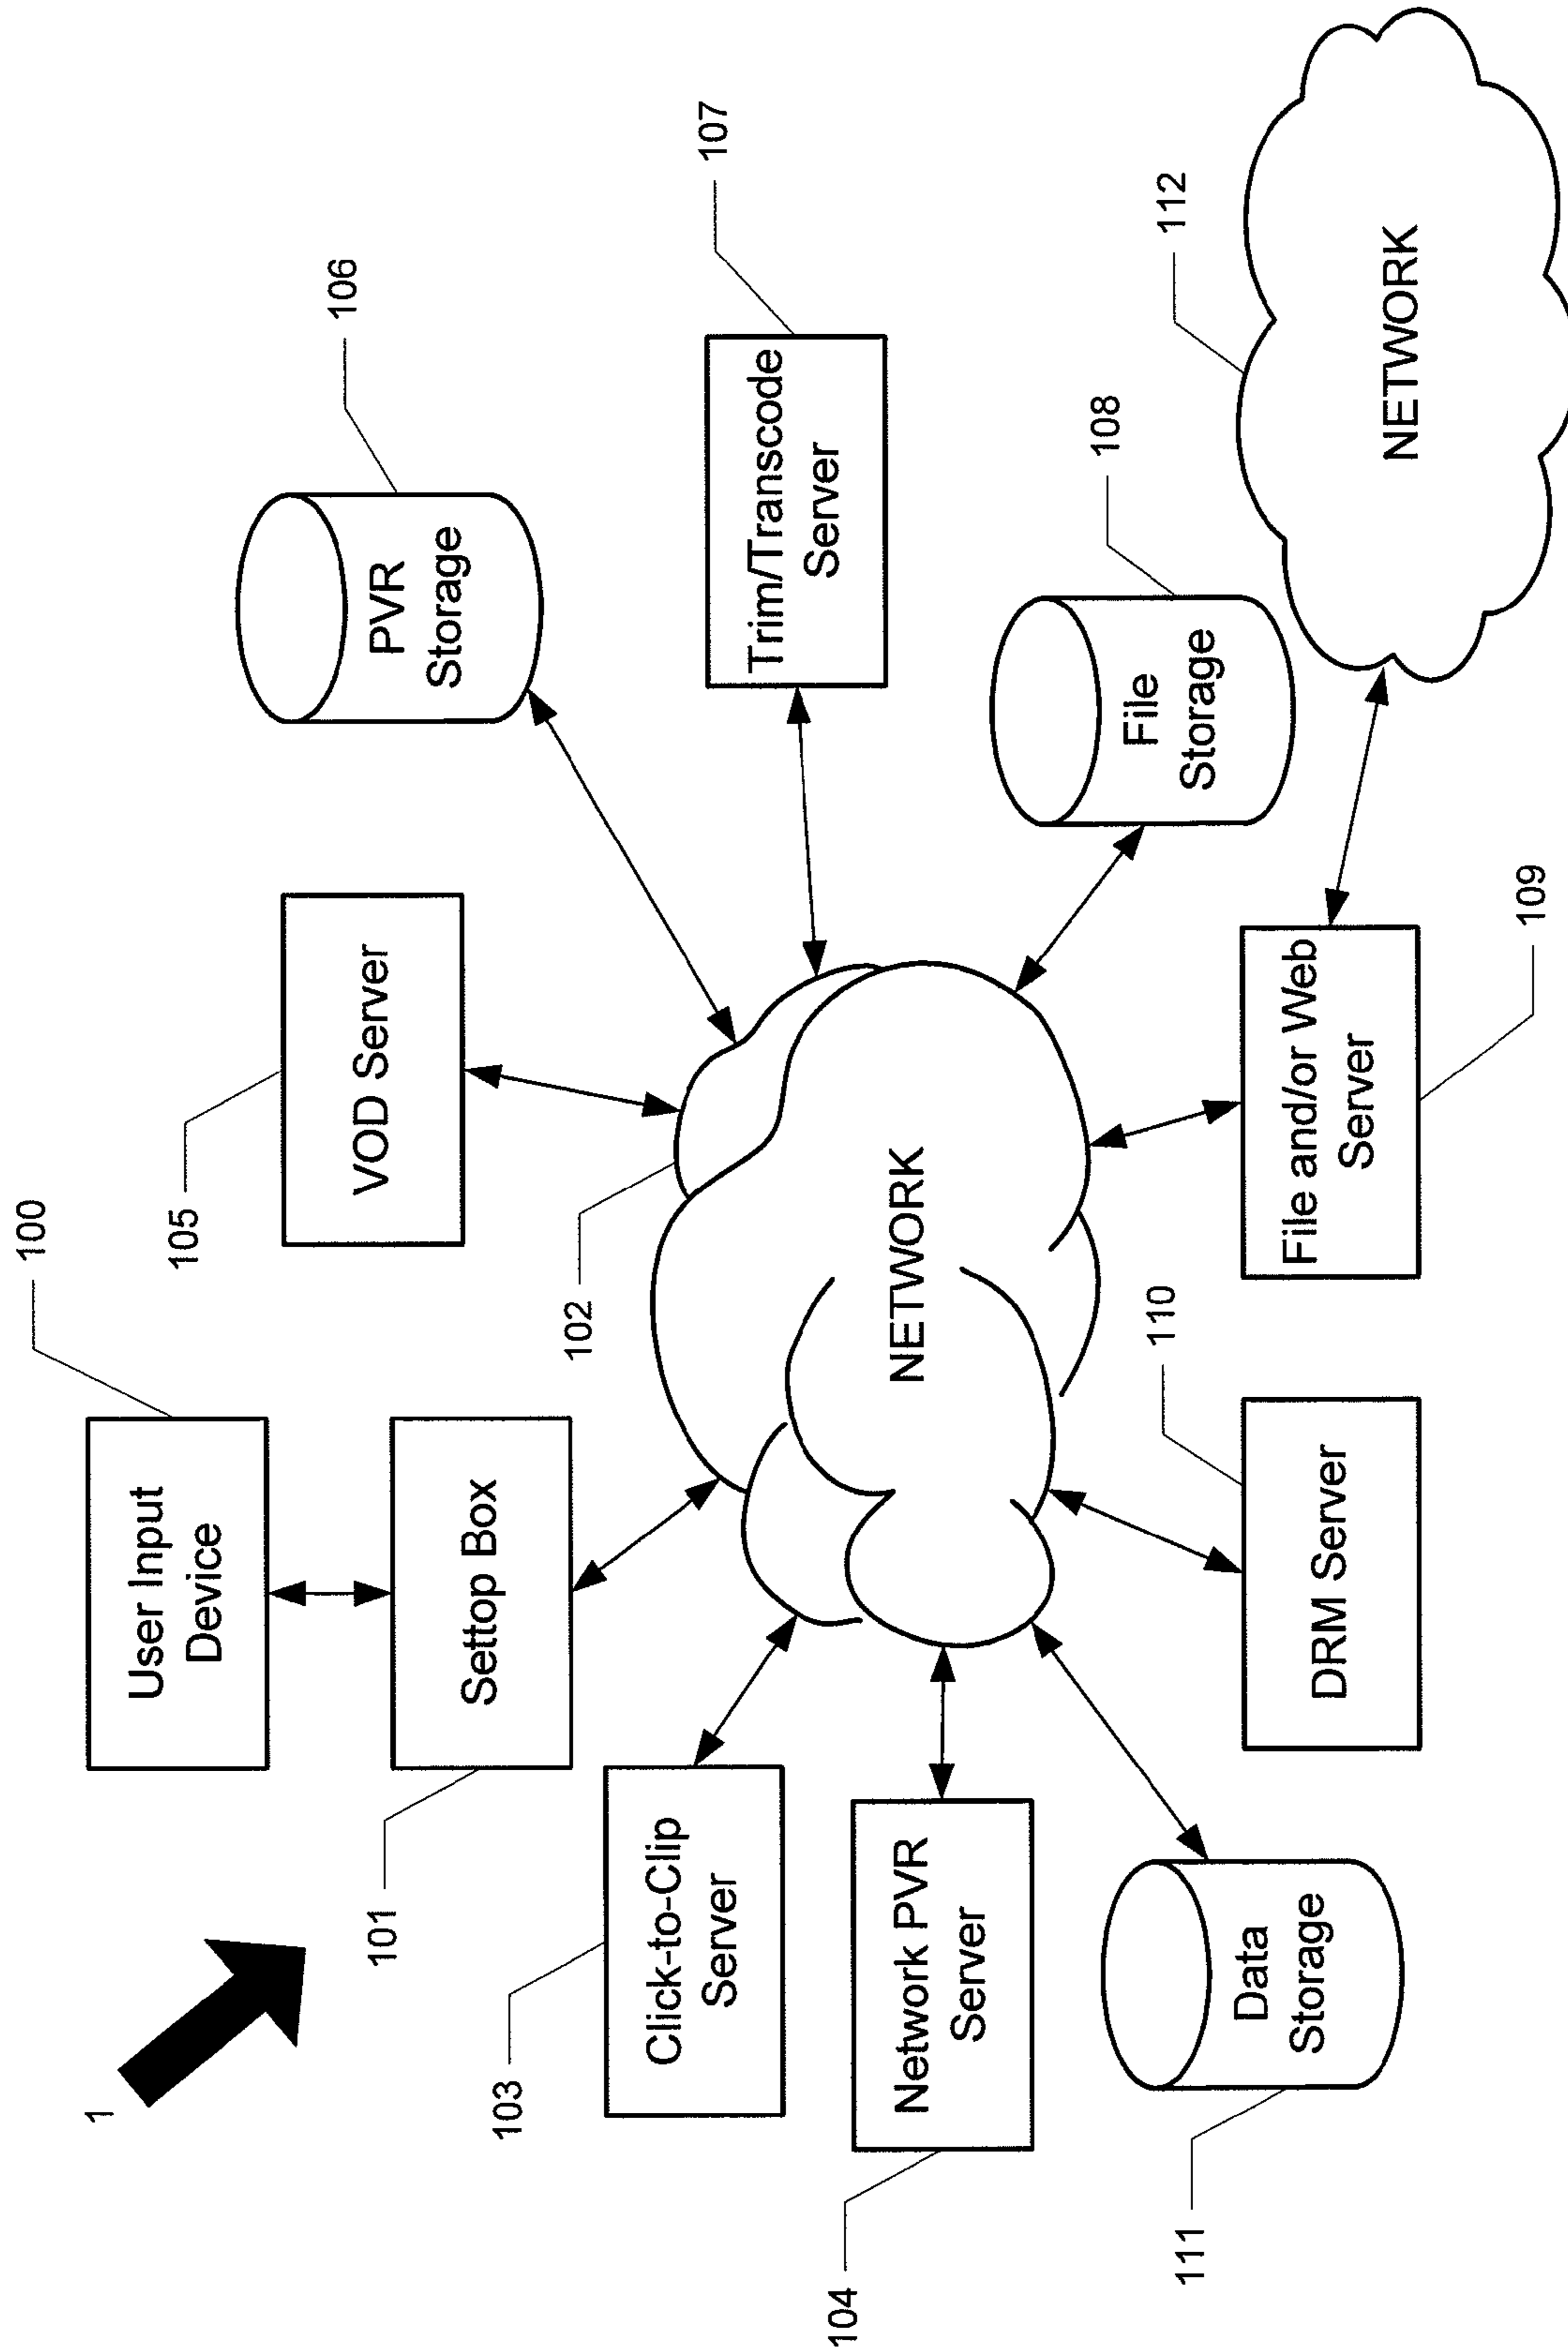 1
100
User Input
Device
101
Settop Box
105
VOD Server
106
PVR
Storage
102
NETWORK
103
Click-to-Clip
Server
107
Trim/Transcode
Server
104
Network PVR
Server
108
File
Storage
111
Data
Storage
110
DRM Server
109
File and/or Web
Server
112
NETWORK